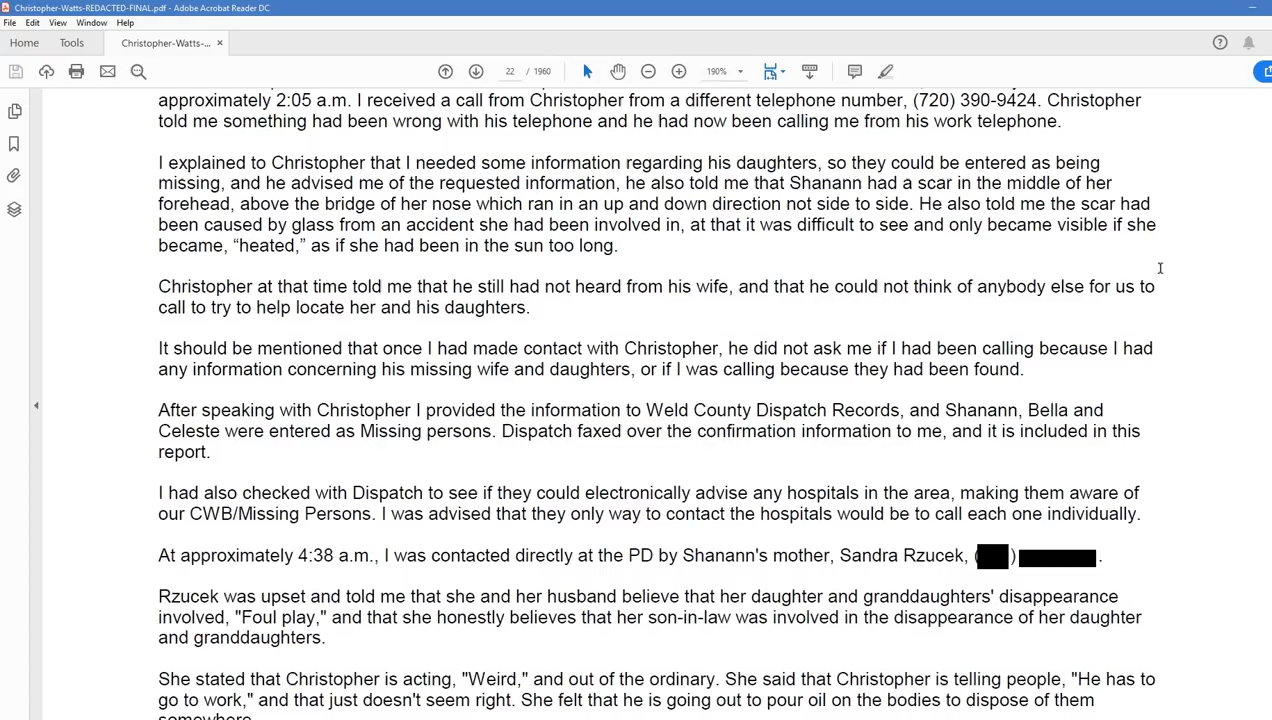 Christopher-Watts-REDACTED-FINAL.pdf - Adobe Acrobat Reader DC
File Edit View Window Help
Home Tools Christopher-Watts-... ×
22 / 1960 190%
approximately 2:05 a.m. I received a call from Christopher from a different telephone number, (720) 390-9424. Christopher
told me something had been wrong with his telephone and he had now been calling me from his work telephone.
I explained to Christopher that I needed some information regarding his daughters, so they could be entered as being
missing, and he advised me of the requested information, he also told me that Shanann had a scar in the middle of her
forehead, above the bridge of her nose which ran in an up and down direction not side to side. He also told me the scar had
been caused by glass from an accident she had been involved in, at that it was difficult to see and only became visible if she
became, “heated,” as if she had been in the sun too long.
Christopher at that time told me that he still had not heard from his wife, and that he could not think of anybody else for us to
call to try to help locate her and his daughters.
It should be mentioned that once I had made contact with Christopher, he did not ask me if I had been calling because I had
any information concerning his missing wife and daughters, or if I was calling because they had been found.
After speaking with Christopher I provided the information to Weld County Dispatch Records, and Shanann, Bella and
Celeste were entered as Missing persons. Dispatch faxed over the confirmation information to me, and it is included in this
report.
I had also checked with Dispatch to see if they could electronically advise any hospitals in the area, making them aware of
our CWB/Missing Persons. I was advised that they only way to contact the hospitals would be to call each one individually.
At approximately 4:38 a.m., I was contacted directly at the PD by Shanann's mother, Sandra Rzucek, ( ) .
Rzucek was upset and told me that she and her husband believe that her daughter and granddaughters' disappearance
involved, "Foul play," and that she honestly believes that her son-in-law was involved in the disappearance of her daughter
and granddaughters.
She stated that Christopher is acting, "Weird," and out of the ordinary. She said that Christopher is telling people, "He has to
go to work," and that just doesn't seem right. She felt that he is going out to pour oil on the bodies to dispose of them
somewhere